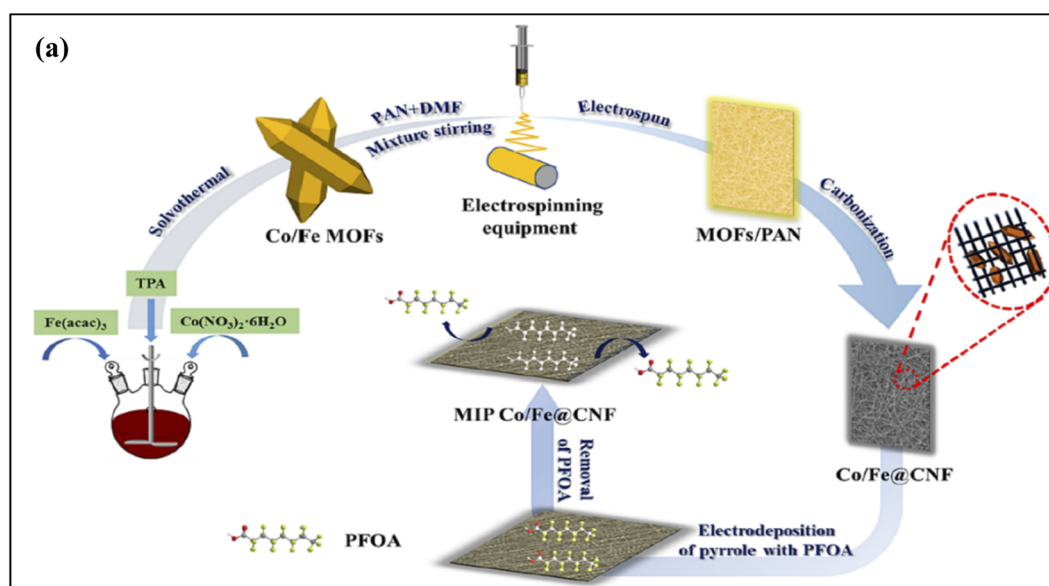 (a)
PAN+DMF
Mixture stirring
Electrospun
Solvothermal
Co/Fe MOFs
Electrospinning
equipment
MOFs/PAN
Carbonization
TPA
Fe(acac)₃
Co(NO₃)₂·6H₂O
MIP Co/Fe@CNF
Removal
of PFOA
Co/Fe@CNF
PFOA
Electrodeposition
of pyrrole with PFOA